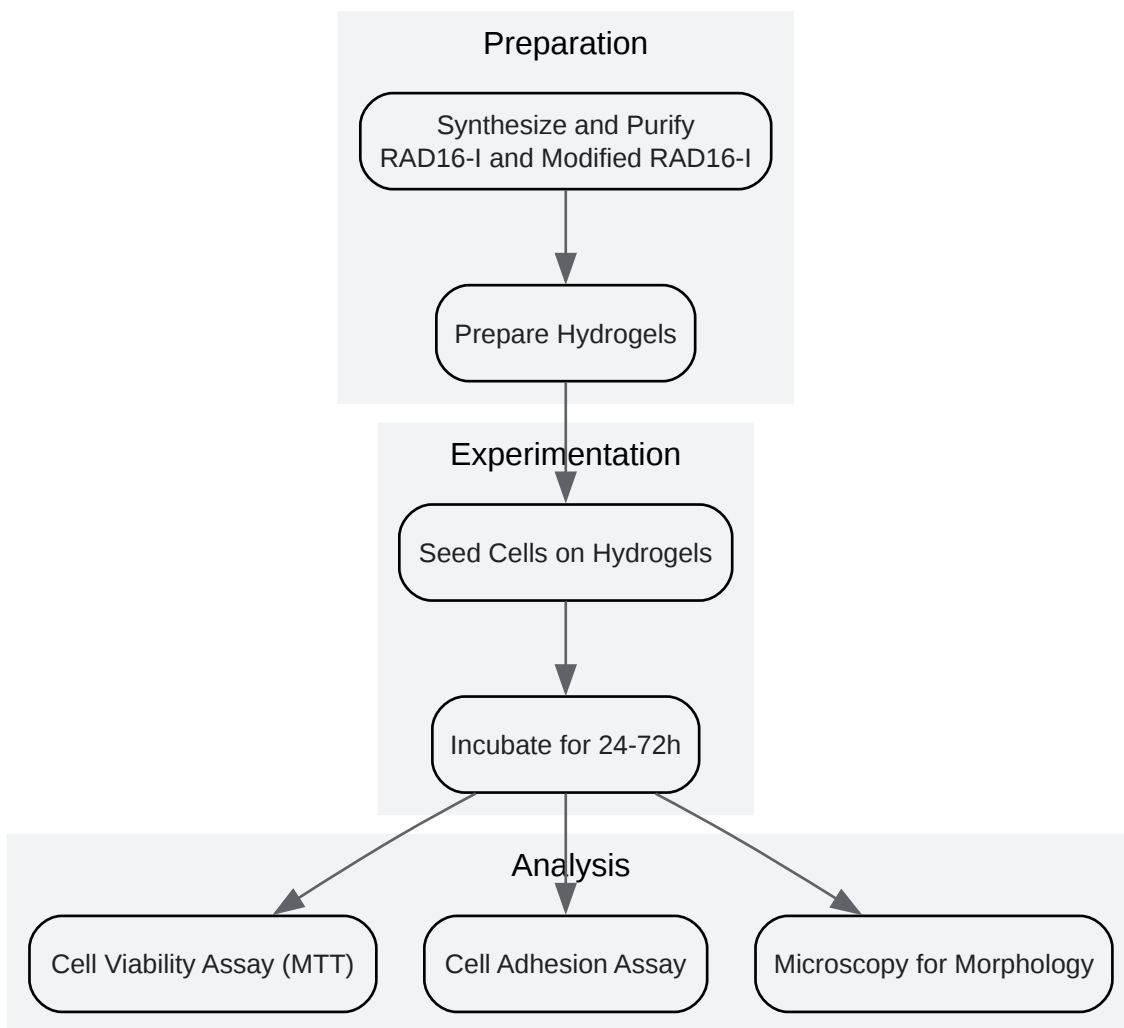 Preparation
Synthesize and Purify
RAD16-I and Modified RAD16-I
Prepare Hydrogels
Experimentation
Seed Cells on Hydrogels
Incubate for 24-72h
Analysis
Cell Viability Assay (MTT)
Cell Adhesion Assay
Microscopy for Morphology